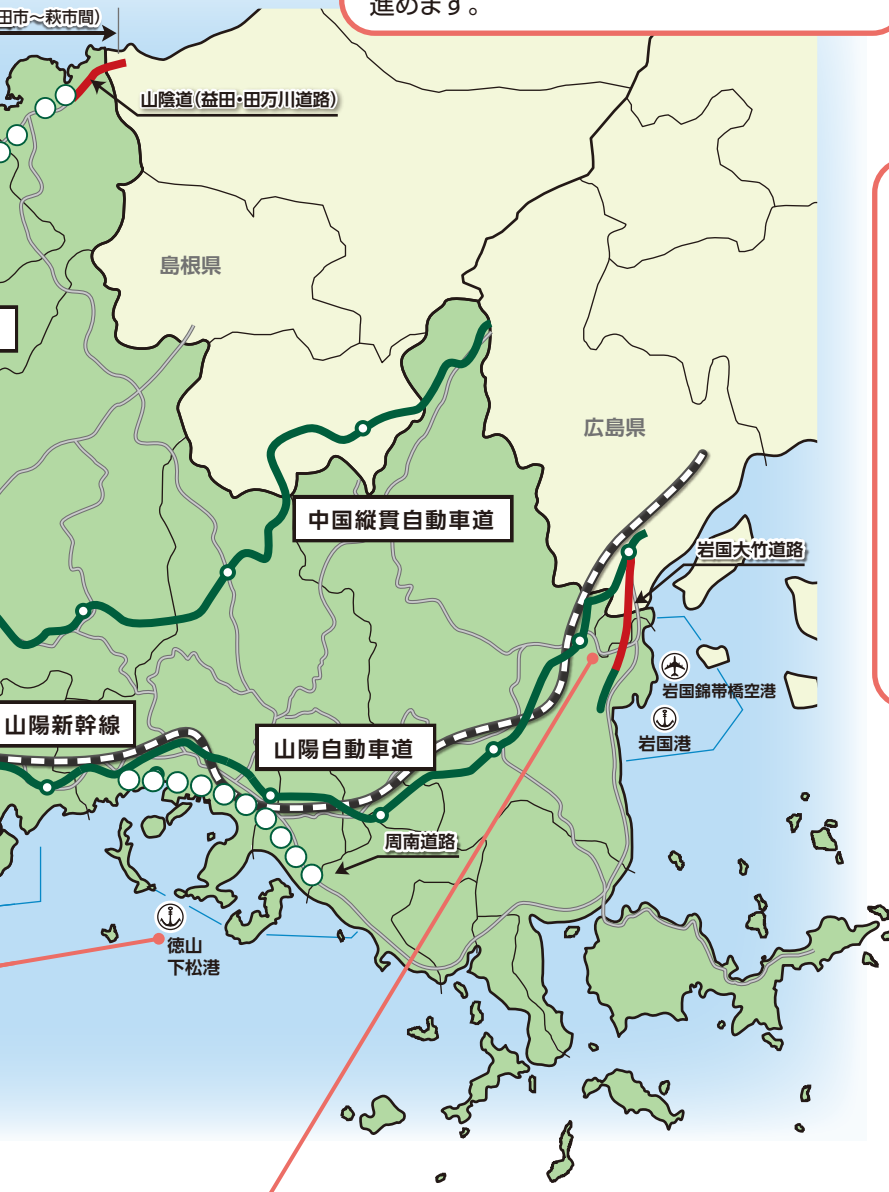 進めます。
田市～萩市間）
山陰道（益田・田万川道路）
島根県
広島県
中国縦貫自動車道
岩国大竹道路
岩国錦帯橋空港
岩国港
山陽新幹線
山陽自動車道
周南道路
徳山
下松港